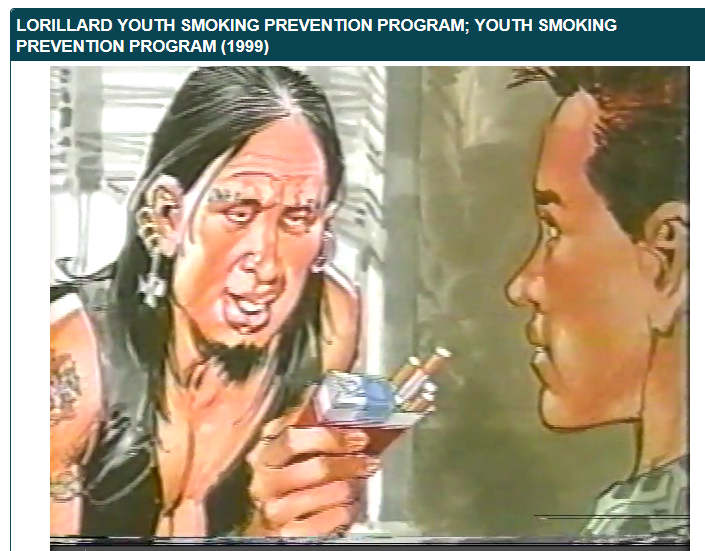 LORILLARD YOUTH SMOKING PREVENTION PROGRAM; YOUTH SMOKING
PREVENTION PROGRAM (1999)